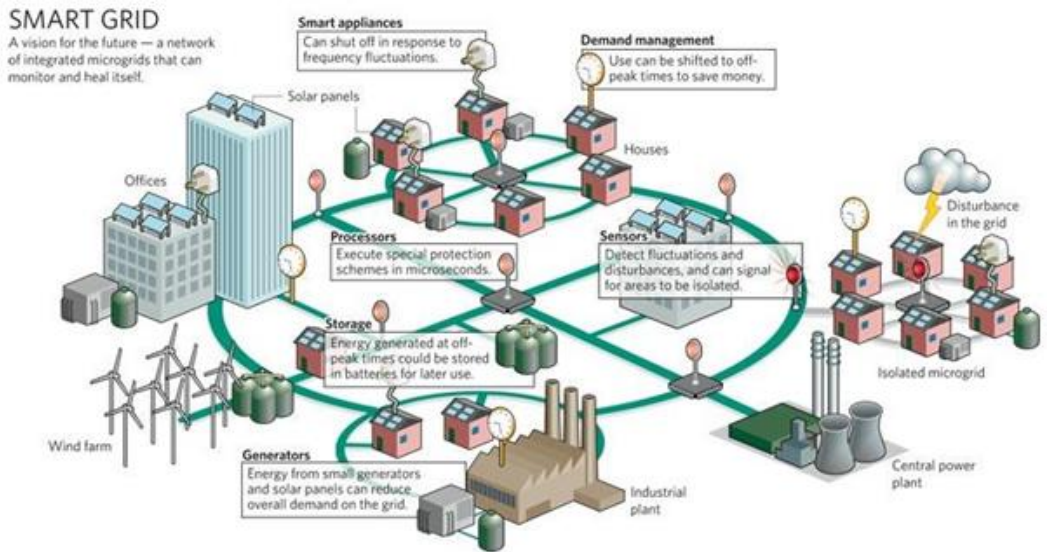 SMART GRID
A vision for the future — a network
of integrated microgrids that can
monitor and heal itself.
Smart appliances
Can shut off in response to
frequency fluctuations.
Demand management
Use can be shifted to off-
peak times to save money.
Solar panels
Houses
Offices
Disturbance
in the grid
Processors
Execute special protection
schemes in microseconds.
Sensors
Detect fluctuations and
disturbances, and can signal
for areas to be isolated.
Storage
Energy generated at off-
peak times could be stored
in batteries for later use.
Isolated microgrid
Wind farm
Generators
Energy from small generators
and solar panels can reduce
overall demand on the grid.
Industrial
plant
Central power
plant